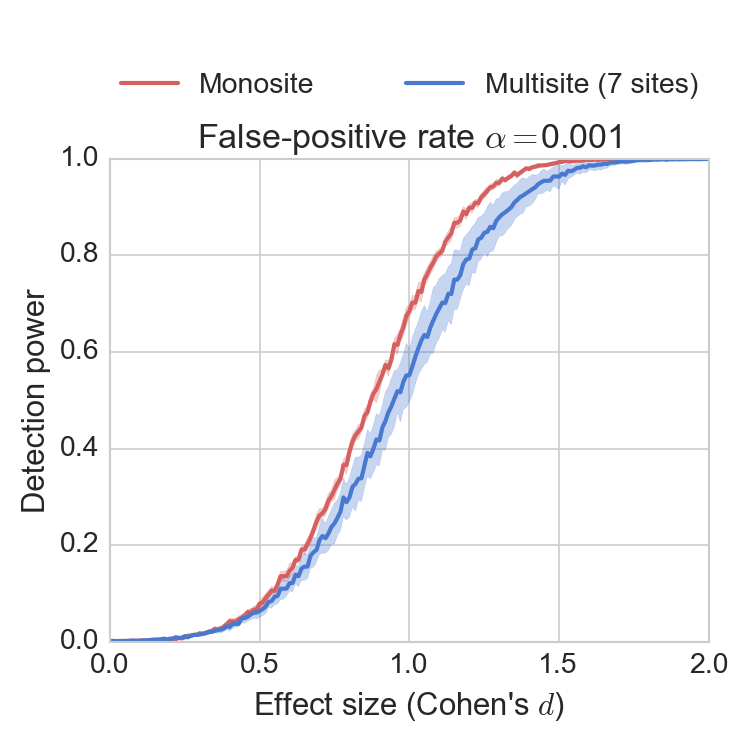 Monosite Multisite (7 sites)
False-positive rate α=0.001
1.0
0.8
0.6
0.4
0.2
0.0
Detection power
0.0 0.5 1.0 1.5 2.0
Effect size (Cohen's d)